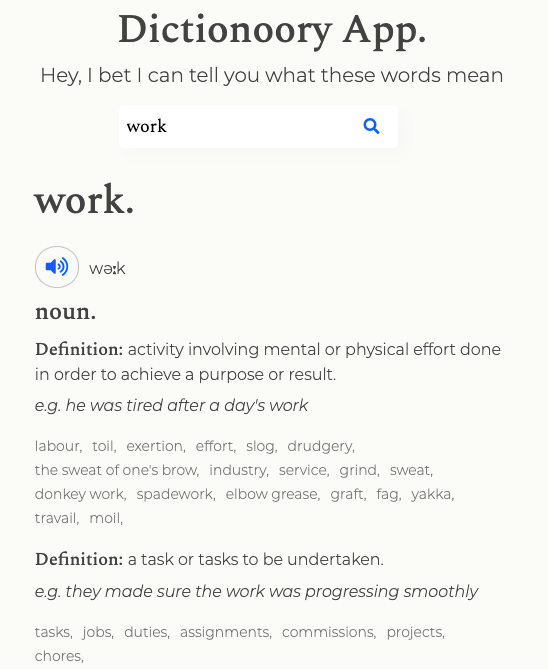 Dictionoory App.
Hey, I bet I can tell you what these words mean
work
work.
wəːk
noun.
Definition: activity involving mental or physical effort done
in order to achieve a purpose or result.
e.g. he was tired after a day's work
labour, toil, exertion, effort, slog, drudgery,
the sweat of one's brow, industry, service, grind, sweat,
donkey work, spadework, elbow grease, graft, fag, yakka,
travail, moil,
Definition: a task or tasks to be undertaken.
e.g. they made sure the work was progressing smoothly
tasks, jobs, duties, assignments, commissions, projects,
chores,